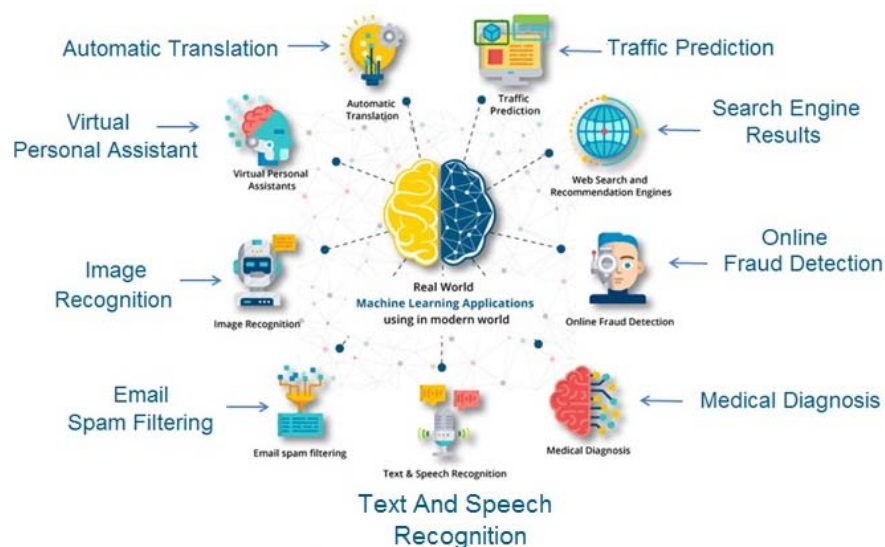 Automatic Translation
Traffic Prediction
Automatic
Translation
Traffic
Prediction
Virtual
Personal Assistant
Virtual Personal
Assistants
Search Engine
Results
Web Search and
Recommendation Engines
Image
Recognition
Image Recognition
Real World
Machine Learning Applications
using in modern world
Online
Fraud Detection
Online Fraud Detection
Email
Spam Filtering
Email spam filtering
Text & Speech Recognition
Medical Diagnosis
Medical Diagnosis
Text And Speech
Recognition